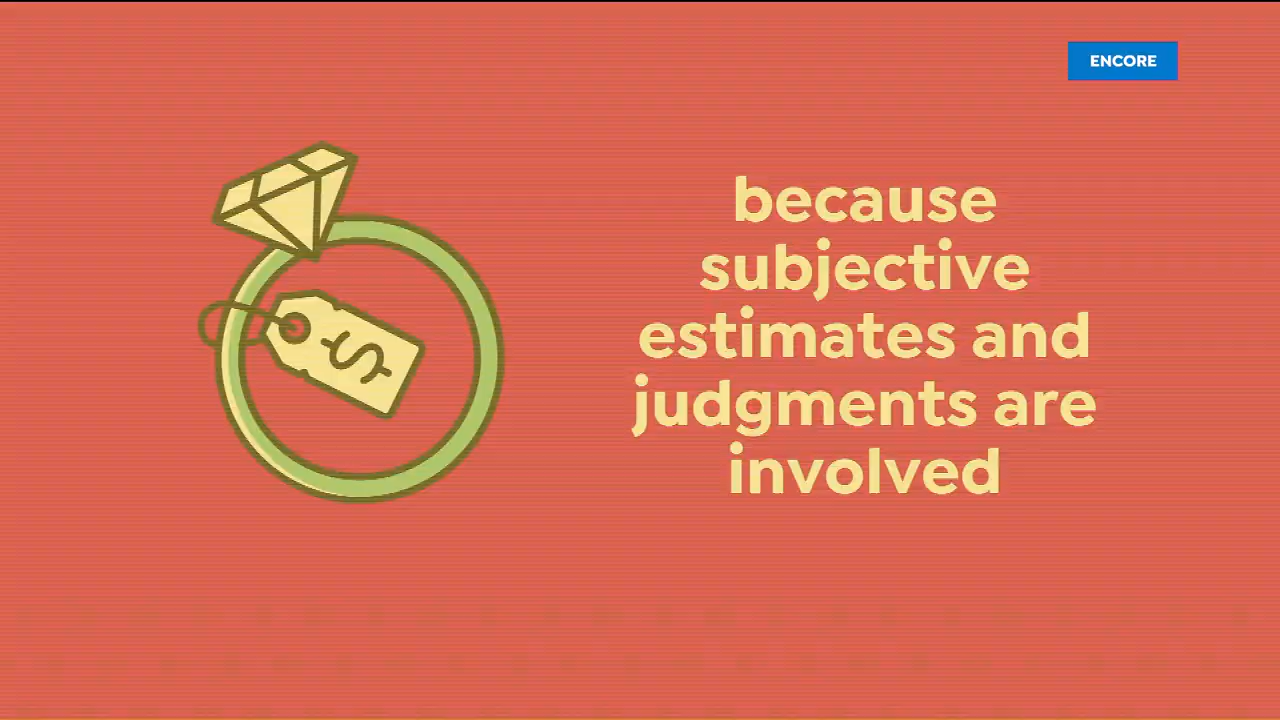 ENCORE
because
subjective
estimates and
judgments are
involved
$